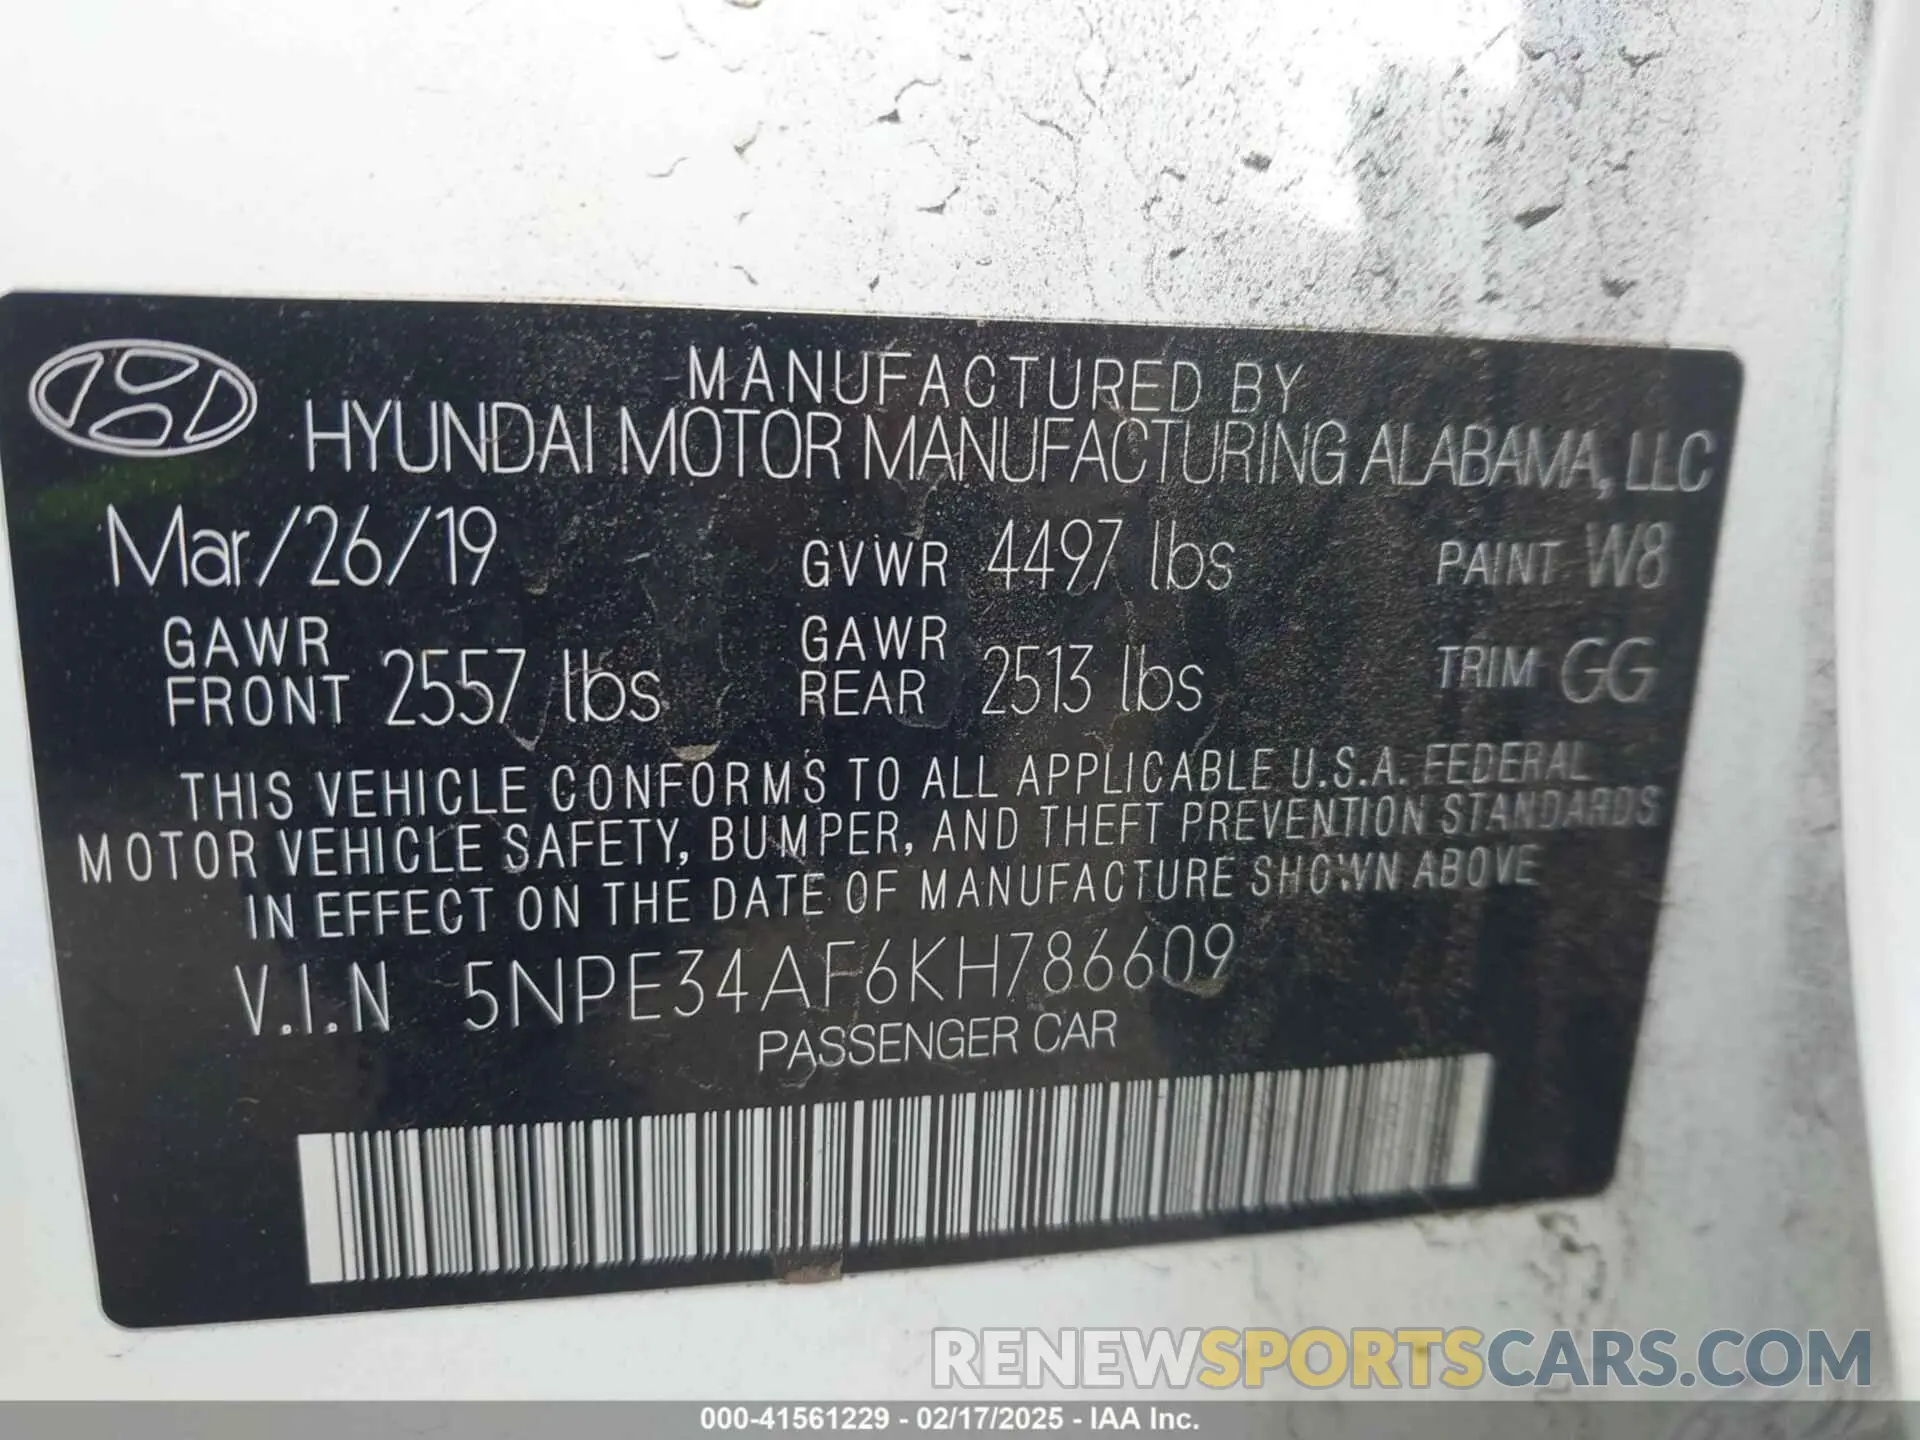 MANUFACTURED BY
HYUNDAI MOTOR MANUFACTURING ALABAMA, LLC
Mar/26/19 GVWR 4497 lbs PAINT W8
GAWR FRONT 2557 lbs GAWR REAR 2513 lbs TRIM GG
THIS VEHICLE CONFORMS TO ALL APPLICABLE U.S.A. FEDERAL
MOTOR VEHICLE SAFETY, BUMPER, AND THEFT PREVENTION STANDARDS
IN EFFECT ON THE DATE OF MANUFACTURE SHOWN ABOVE
V.I.N 5NPE34AF6KH786609
PASSENGER CAR
RENEWSPORTSCARS.COM
000-41561229 - 02/17/2025 - IAA Inc.